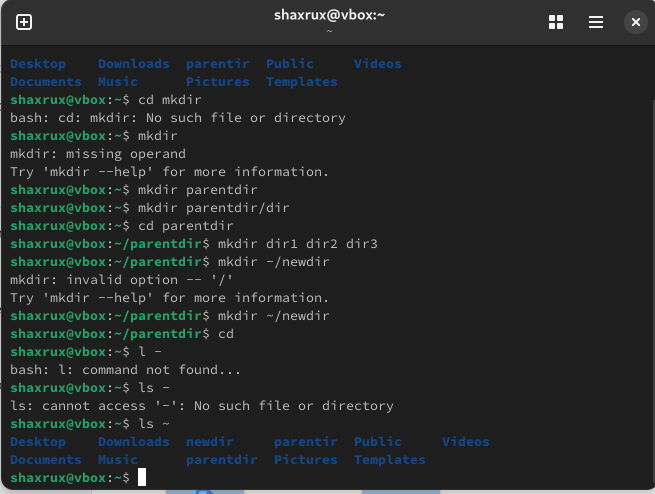 shaxrux@vbox:~
~
Desktop Downloads parentir Public Videos
Documents Music Pictures Templates
shaxrux@vbox:~$ cd mkdir
bash: cd: mkdir: No such file or directory
shaxrux@vbox:~$ mkdir
mkdir: missing operand
Try 'mkdir --help' for more information.
shaxrux@vbox:~$ mkdir parentdir
shaxrux@vbox:~$ mkdir parentdir/dir
shaxrux@vbox:~$ cd parentdir
shaxrux@vbox:~/parentdir$ mkdir dir1 dir2 dir3
shaxrux@vbox:~/parentdir$ mkdir -/newdir
mkdir: invalid option -- '/'
Try 'mkdir --help' for more information.
shaxrux@vbox:~/parentdir$ mkdir ~/newdir
shaxrux@vbox:~/parentdir$ cd
shaxrux@vbox:~$ l -
bash: l: command not found...
shaxrux@vbox:~$ ls -
ls: cannot access '-': No such file or directory
shaxrux@vbox:~$ ls ~
Desktop Downloads newdir parentir Public Videos
Documents Music parentdir Pictures Templates
shaxrux@vbox:~$